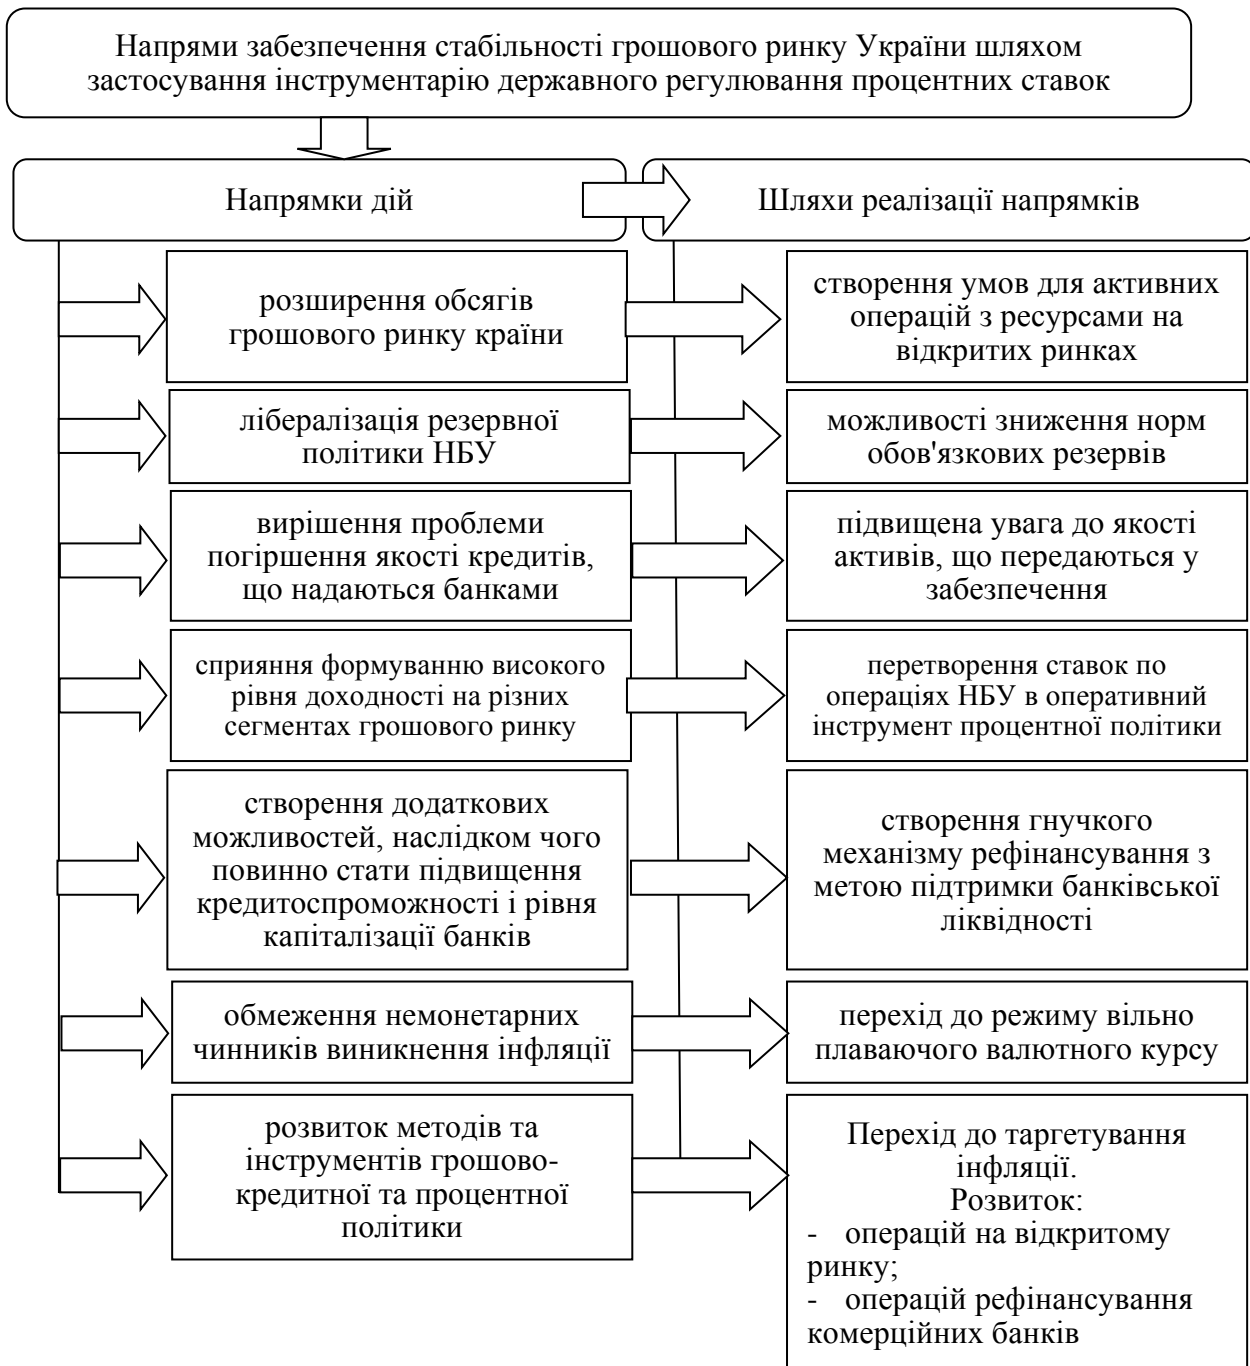 Напрями забезпечення стабільності грошового ринку України шляхом
застосування інструментарію державного регулювання процентних ставок
Напрямки дій
Шляхи реалізації напрямків
розширення обсягів
грошового ринку країни
створення умов для активних
операцій з ресурсами на
відкритих ринках
лібералізація резервної
політики НБУ
можливості зниження норм
обов'язкових резервів
вирішення проблеми
погіршення якості кредитів,
що надаються банками
підвищена увага до якості
активів, що передаються у
забезпечення
сприяння формуванню високого
рівня доходності на різних
сегментах грошового ринку
перетворення ставок по
операціях НБУ в оперативний
інструмент процентної політики
створення додаткових
можливостей, наслідком чого
повинно стати підвищення
кредитоспроможності і рівня
капіталізації банків
створення гнучкого
механізму рефінансування з
метою підтримки банківської
ліквідності
обмеження немонетарних
чинників виникнення інфляції
перехід до режиму вільно
плаваючого валютного курсу
розвиток методів та
інструментів грошово-
кредитної та процентної
політики
Перехід до таргетування
інфляції.
Розвиток:
- операцій на відкритого
ринку;
- операцій рефінансування
комерційних банків